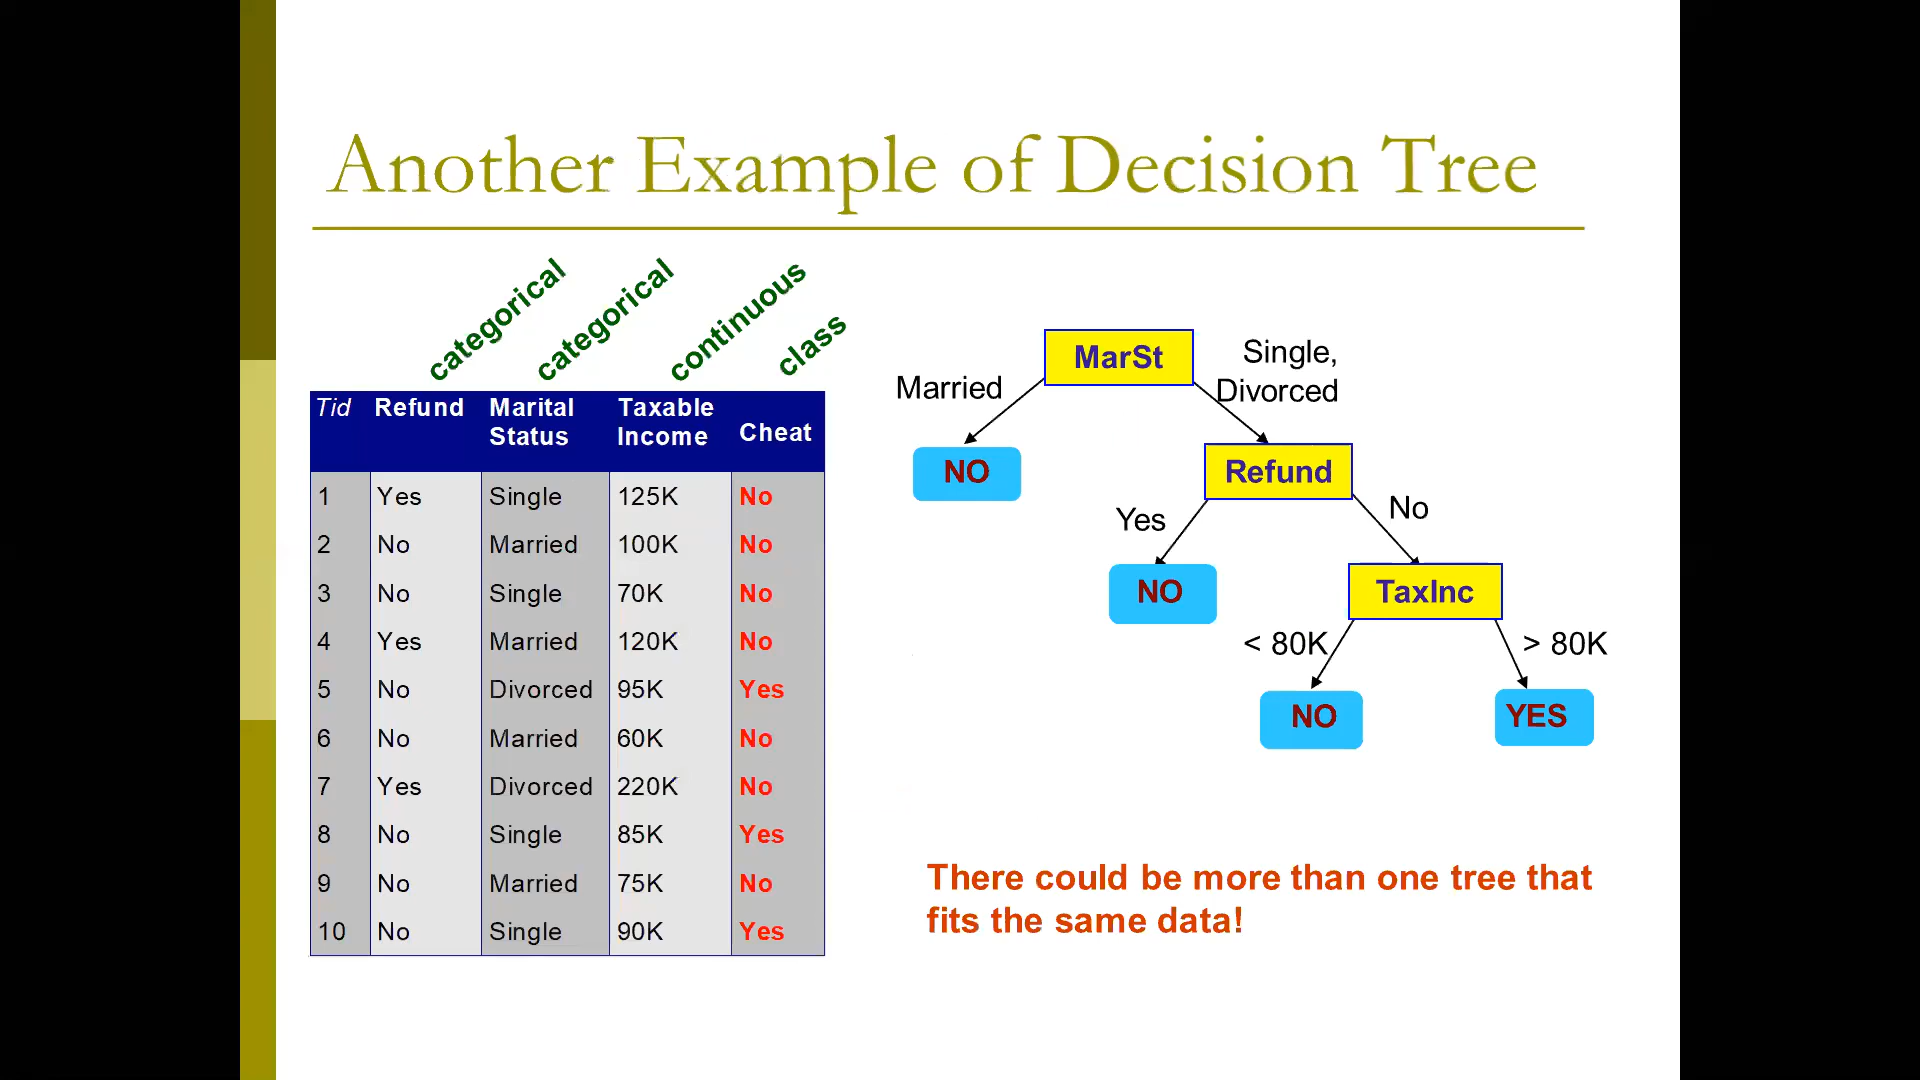 Another Example of Decision Tree
categorical categorical continuous class
Tid Refund Marital Status Taxable Income Cheat
1 Yes Single 125K No
2 No Married 100K No
3 No Single 70K No
4 Yes Married 120K No
5 No Divorced 95K Yes
6 No Married 60K No
7 Yes Divorced 220K No
8 No Single 85K Yes
9 No Married 75K No
10 No Single 90K Yes
MarSt
Single,
Married Divorced
NO Refund
Yes No
NO TaxInc
< 80K > 80K
NO YES
There could be more than one tree that
fits the same data!